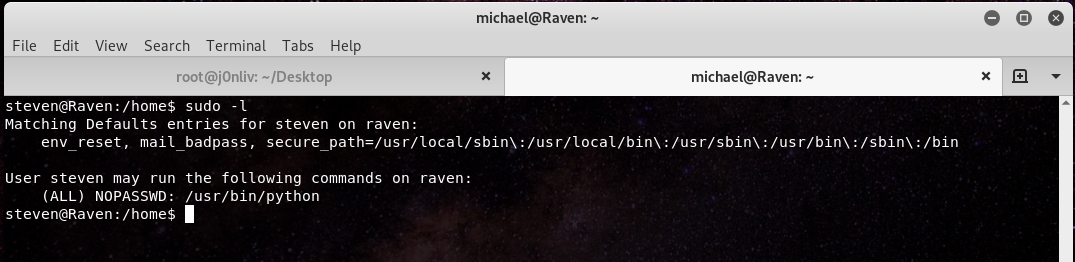 michael@Raven: ~
File Edit View Search Terminal Tabs Help
root@j0nliv: ~/Desktop
michael@Raven: ~
steven@Raven:/home$ sudo -l
Matching Defaults entries for steven on raven:
    env_reset, mail_badpass, secure_path=/usr/local/sbin\:/usr/local/bin\:/usr/sbin\:/usr/bin\:/sbin\:/bin
User steven may run the following commands on raven:
    (ALL) NOPASSWD: /usr/bin/python
steven@Raven:/home$